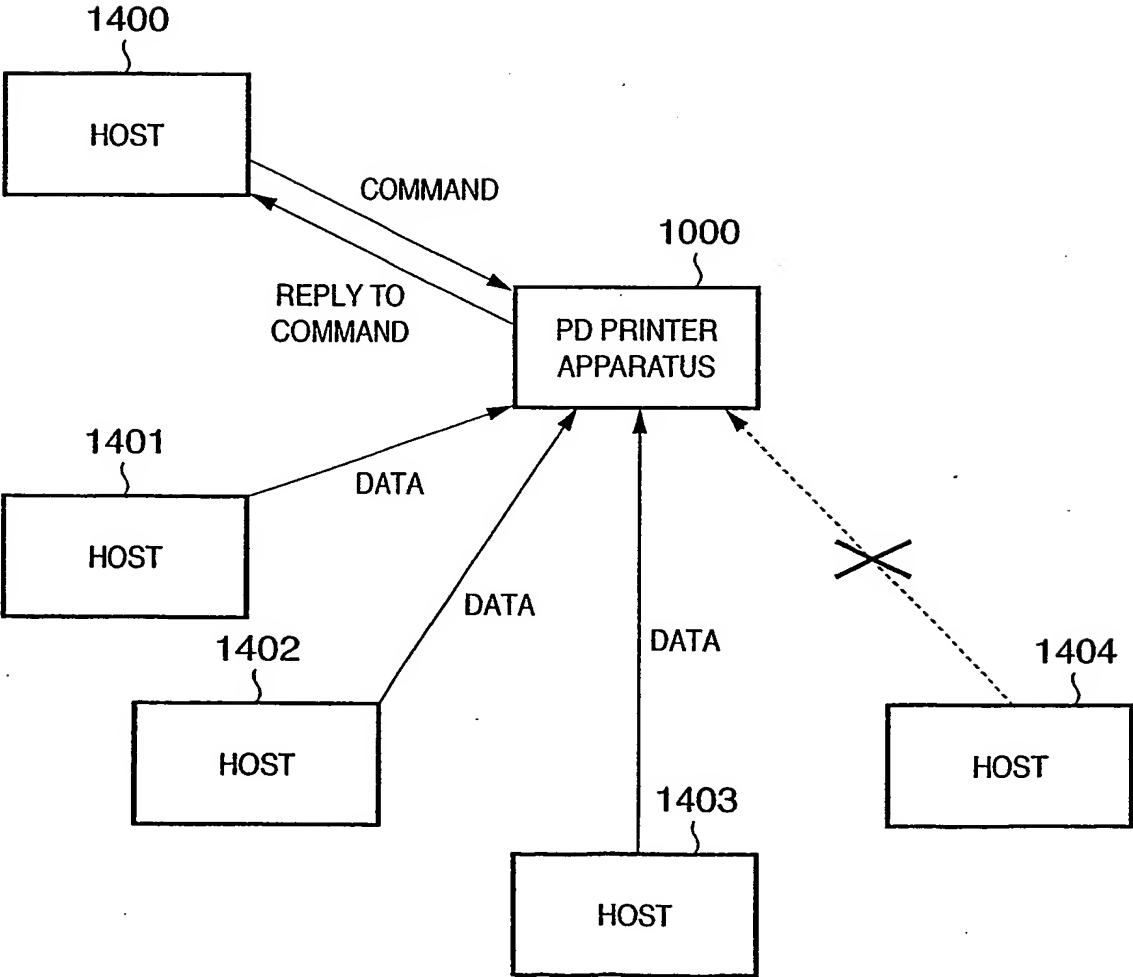 1400
HOST
COMMAND
1000
REPLY TO
COMMAND
PD PRINTER
APPARATUS
1401
DATA
HOST
DATA
1402
DATA
1404
HOST
HOST
1403
HOST